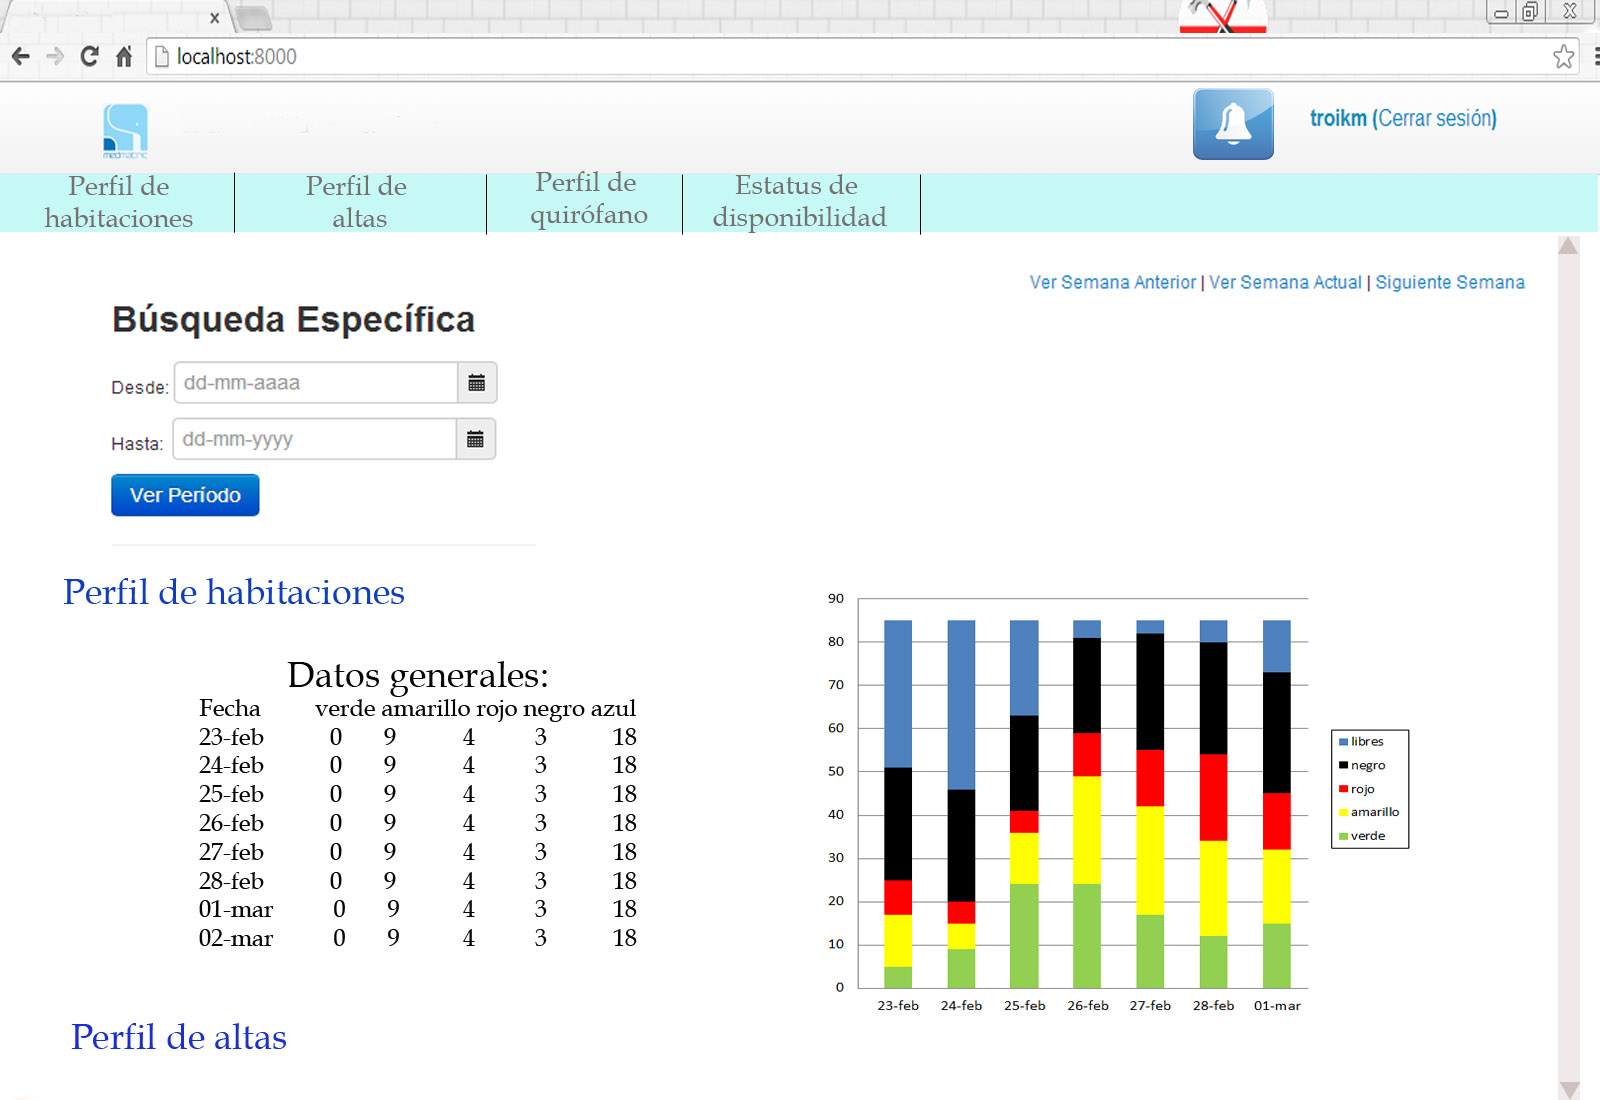 x
localhost:8000
medmatric
troikm (Cerrar sesión)
Perfil de habitaciones
Perfil de altas
Perfil de quirófano
Estatus de disponibilidad
Ver Semana Anterior | Ver Semana Actual | Siguiente Semana
Búsqueda Específica
Desde: dd-mm-aaaa
Hasta: dd-mm-yyyy
Ver Período
Perfil de habitaciones
Datos generales:
Fecha verde amarillo rojo negro azul
23-feb 0 9 4 3 18
24-feb 0 9 4 3 18
25-feb 0 9 4 3 18
26-feb 0 9 4 3 18
27-feb 0 9 4 3 18
28-feb 0 9 4 3 18
01-mar 0 9 4 3 18
02-mar 0 9 4 3 18
90
80
70
60
50
40
30
20
10
0
23-feb 24-feb 25-feb 26-feb 27-feb 28-feb 01-mar
libres
negro
rojo
amarillo
verde
Perfil de altas